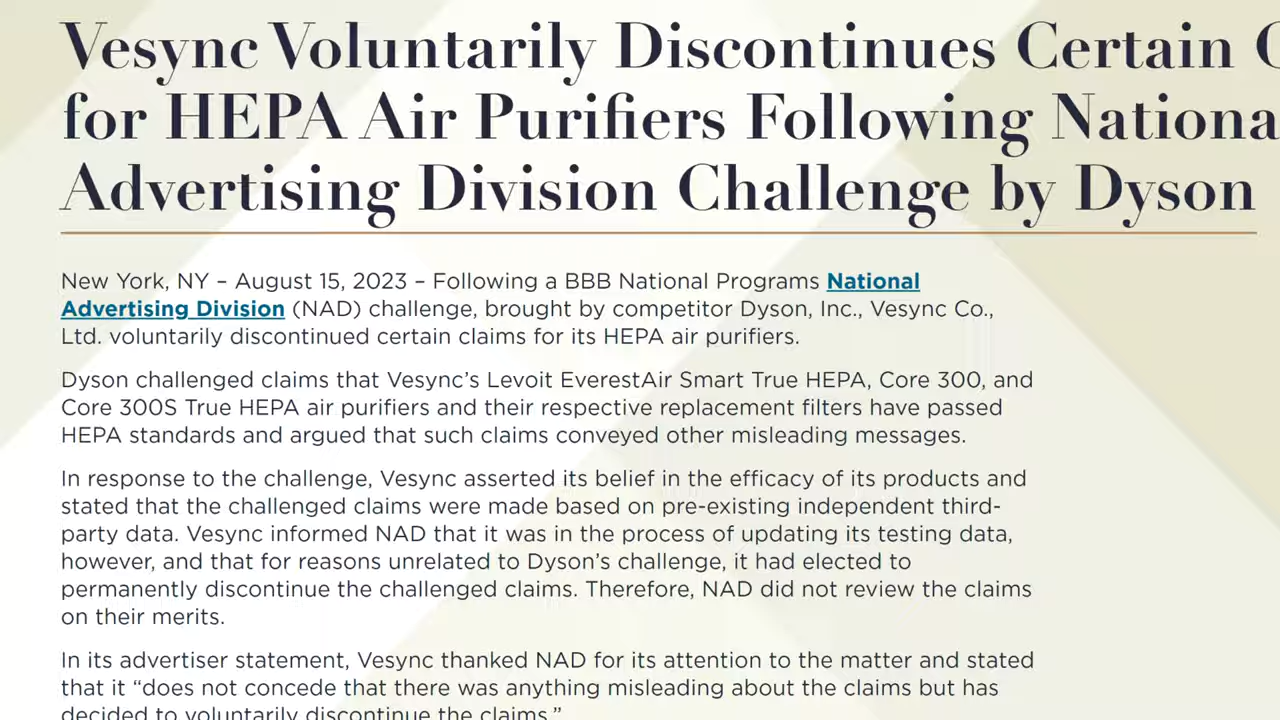 Vesync Voluntarily Discontinues Certain
for HEPA Air Purifiers Following Nationa
Advertising Division Challenge by Dyson
New York, NY – August 15, 2023 – Following a BBB National Programs National
Advertising Division (NAD) challenge, brought by competitor Dyson, Inc., Vesync Co.,
Ltd. voluntarily discontinued certain claims for its HEPA air purifiers.
Dyson challenged claims that Vesync’s Levoit EverestAir Smart True HEPA, Core 300, and
Core 300S True HEPA air purifiers and their respective replacement filters have passed
HEPA standards and argued that such claims conveyed other misleading messages.
In response to the challenge, Vesync asserted its belief in the efficacy of its products and
stated that the challenged claims were made based on pre-existing independent third-
party data. Vesync informed NAD that it was in the process of updating its testing data,
however, and that for reasons unrelated to Dyson’s challenge, it had elected to
permanently discontinue the challenged claims. Therefore, NAD did not review the claims
on their merits.
In its advertiser statement, Vesync thanked NAD for its attention to the matter and stated
that it “does not concede that there was anything misleading about the claims but has
decided to voluntarily discontinue the claims.”